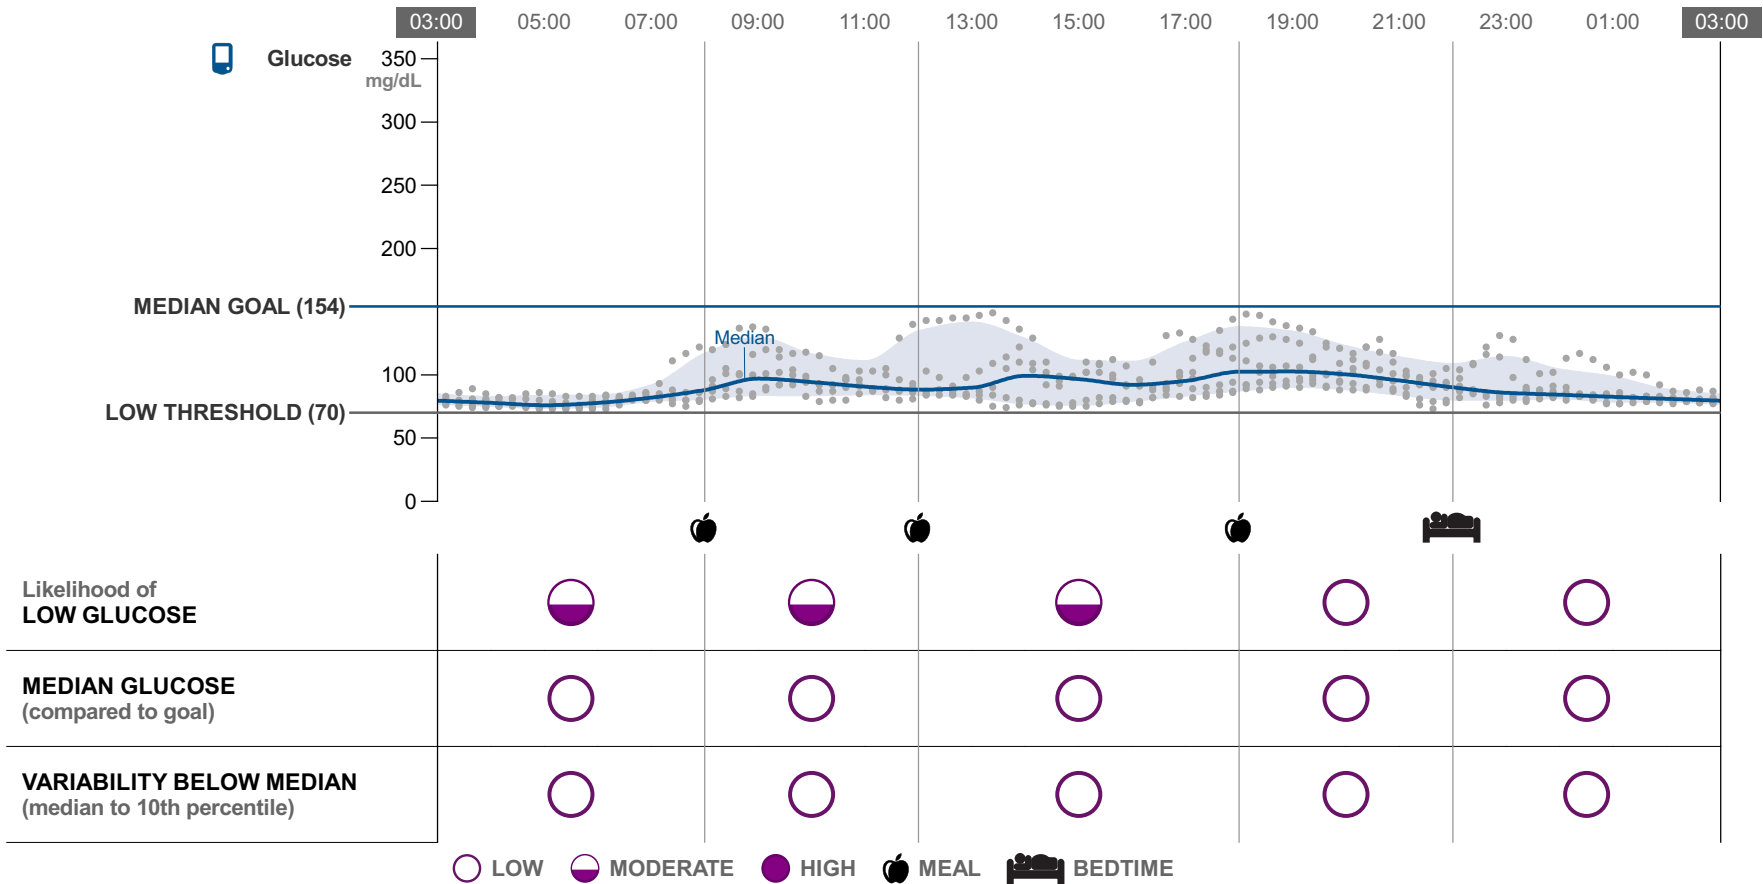 03:00 05:00 07:00 09:00 11:00 13:00 15:00 17:00 19:00 21:00 23:00 01:00 03:00
Glucose 350
mg/dL
300
250
200
MEDIAN GOAL (154)
Median
100
LOW THRESHOLD (70)
50
0
Likelihood of
LOW GLUCOSE
MEDIAN GLUCOSE
(compared to goal)
VARIABILITY BELOW MEDIAN
(median to 10th percentile)
LOW MODERATE HIGH MEAL BEDTIME